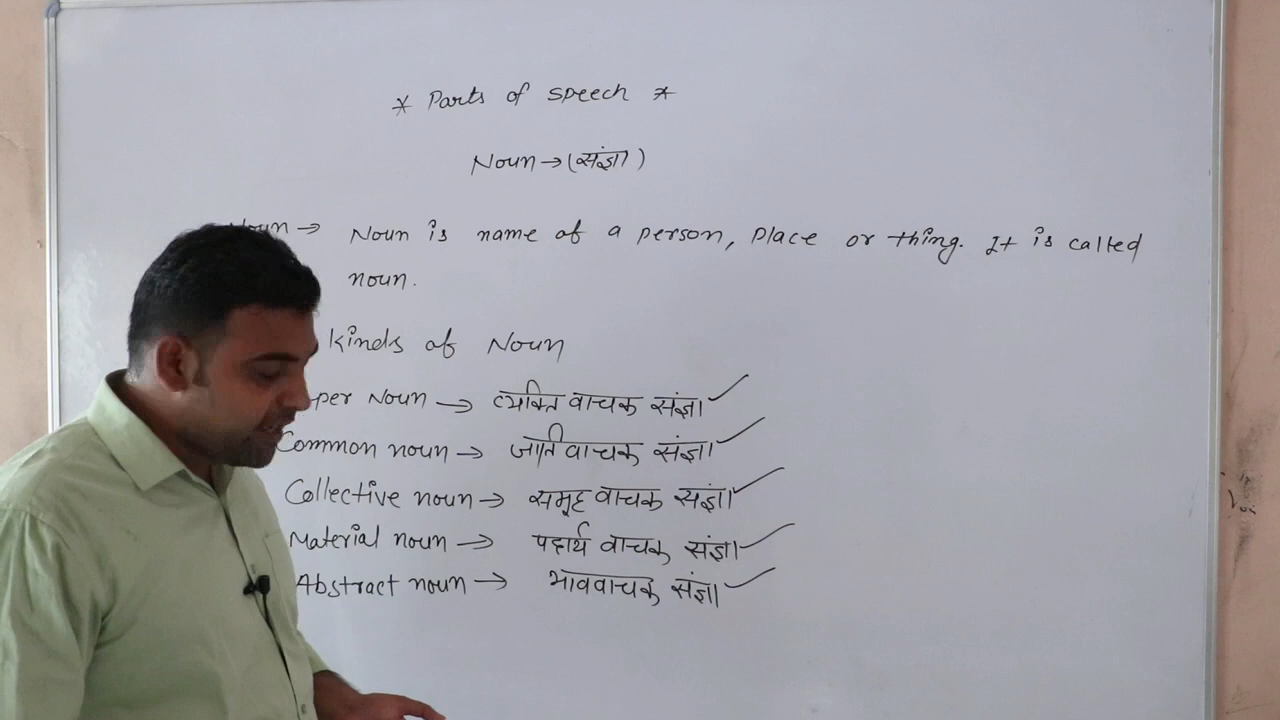 * Parts of speech *
Noun → (संज्ञा)
Noun → Noun is name of a person, place or thing. It is called
noun.
kinds of Noun
per Noun → व्यक्ति वाचक संज्ञा ✓
Common noun → जाति वाचक संज्ञा ✓
Collective noun → समूह वाचक संज्ञा ✓
Material noun → पदार्थ वाचक संज्ञा ✓
Abstract noun → भाववाचक संज्ञा ✓